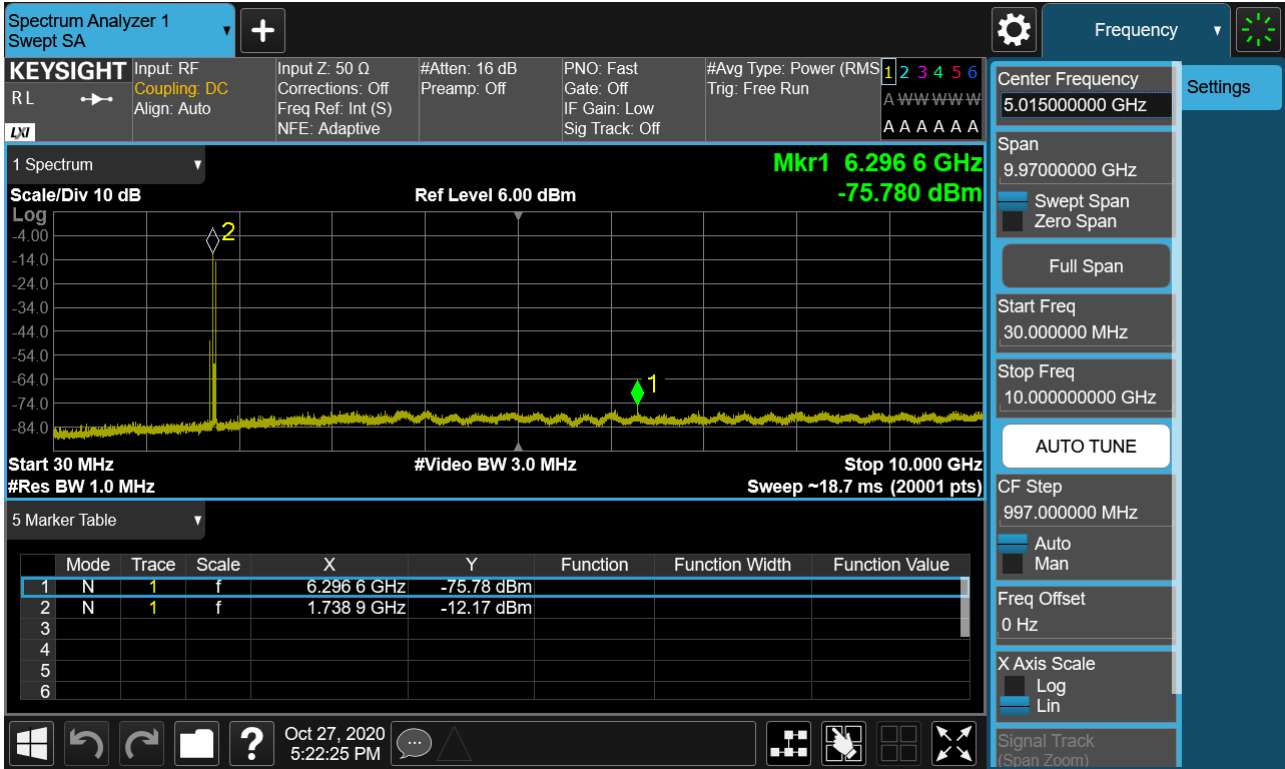 Spectrum Analyzer 1
Swept SA
Frequency
KEYSIGHT
R L
LXI
Input: RF
Coupling: DC
Align: Auto
Input Z: 50 Ω
Corrections: Off
Freq Ref: Int (S)
NFE: Adaptive
#Atten: 16 dB
Preamp: Off
PNO: Fast
Gate: Off
IF Gain: Low
Sig Track: Off
#Avg Type: Power (RMS
Trig: Free Run
1 2 3 4 5 6
A W W W W W
A A A A A A
Center Frequency
5.015000000 GHz
Settings
Span
9.97000000 GHz
Swept Span
Zero Span
Full Span
Start Freq
30.000000 MHz
Stop Freq
10.000000000 GHz
AUTO TUNE
CF Step
997.000000 MHz
Auto
Man
Freq Offset
0 Hz
X Axis Scale
Log
Lin
Signal Track
(Span Zoom)
1 Spectrum
Mkr1 6.296 6 GHz
-75.780 dBm
Scale/Div 10 dB
Ref Level 6.00 dBm
Log
-4.00
-14.0
-24.0
-34.0
-44.0
-54.0
-64.0
-74.0
-84.0
2
1
Start 30 MHz
#Video BW 3.0 MHz
Stop 10.000 GHz
#Res BW 1.0 MHz
Sweep ~18.7 ms (20001 pts)
5 Marker Table
Mode Trace Scale X Y Function Function Width Function Value
1 N 1 f 6.296 6 GHz -75.78 dBm
2 N 1 f 1.738 9 GHz -12.17 dBm
3
4
5
6
?
Oct 27, 2020
5:22:25 PM